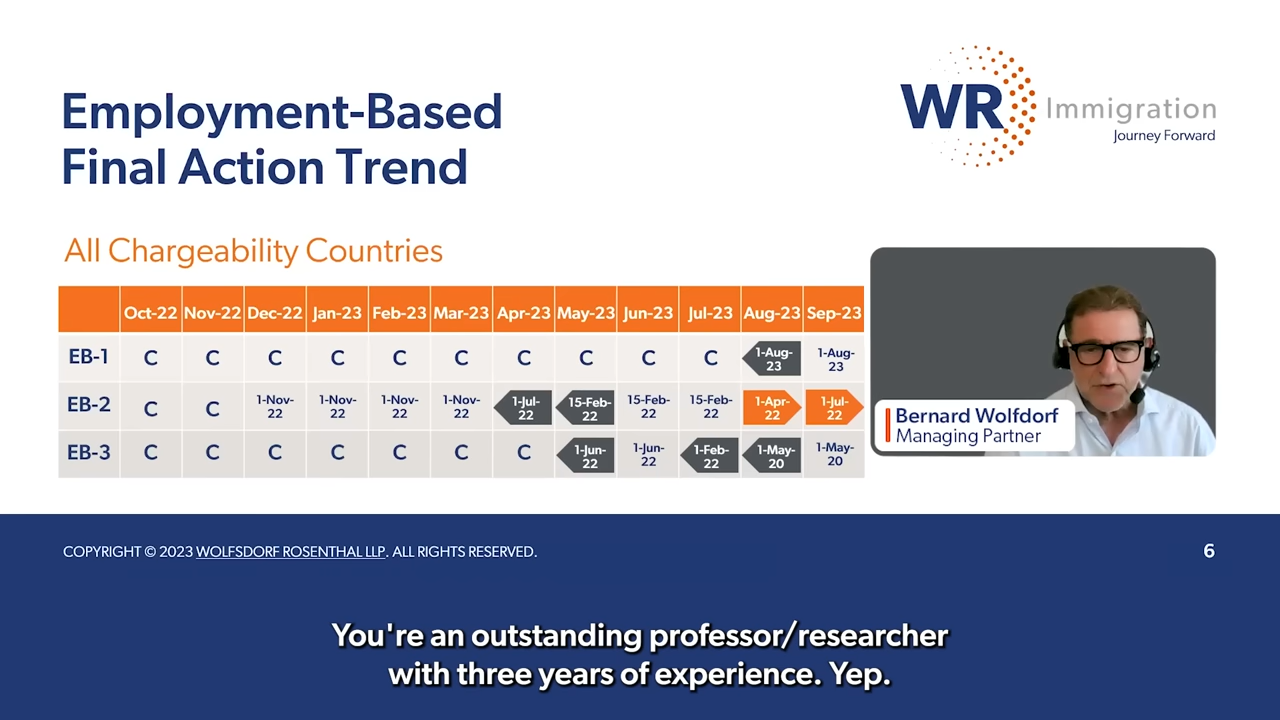 Employment-Based
Final Action Trend
WR Immigration
Journey Forward
All Chargeability Countries
Oct-22 Nov-22 Dec-22 Jan-23 Feb-23 Mar-23 Apr-23 May-23 Jun-23 Jul-23 Aug-23 Sep-23
EB-1 C C C C C C C C C C 1-Aug-23 1-Aug-23
EB-2 C C 1-Nov-22 1-Nov-22 1-Nov-22 1-Nov-22 1-Jul-22 15-Feb-22 15-Feb-22 15-Feb-22 1-Apr-22 1-Jul-22
EB-3 C C C C C C C 1-Jun-22 1-Jun-22 1-Feb-22 1-May-20 1-May-20
Bernard Wolfdorf
Managing Partner
COPYRIGHT © 2023 WOLFSDORF ROSENTHAL LLP. ALL RIGHTS RESERVED.
6
You're an outstanding professor/researcher
with three years of experience. Yep.